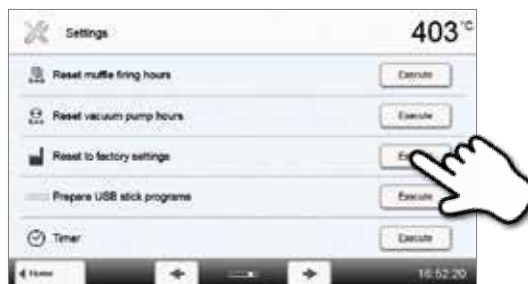 Settings 403 °C
Reset muffle firing hours Execute
Reset vacuum pump hours Execute
Reset to factory settings
Prepare USB stick programs Execute
Timer Execute
Home 16:52:20